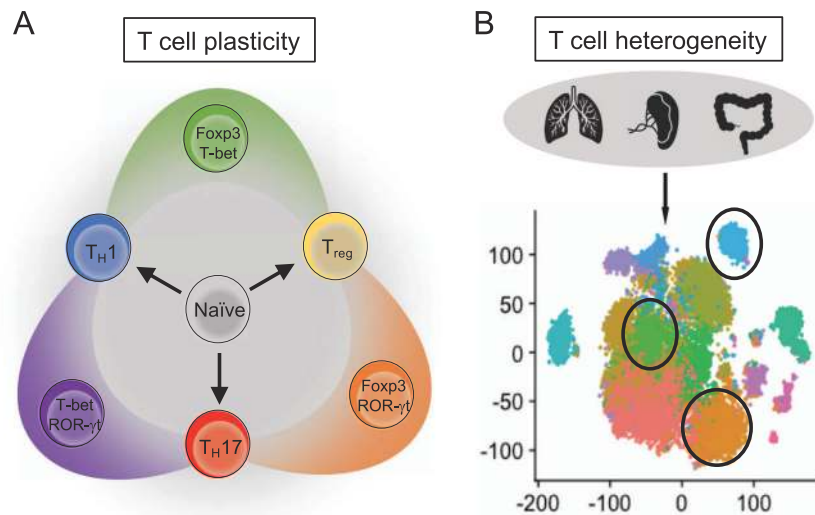 A
T cell plasticity
Foxp3
T-bet
TH1
Treg
Naïve
T-bet
ROR-γt
Foxp3
ROR-γt
TH17
B
T cell heterogeneity
100
50
0
-50
-100
-200
-100
0
100